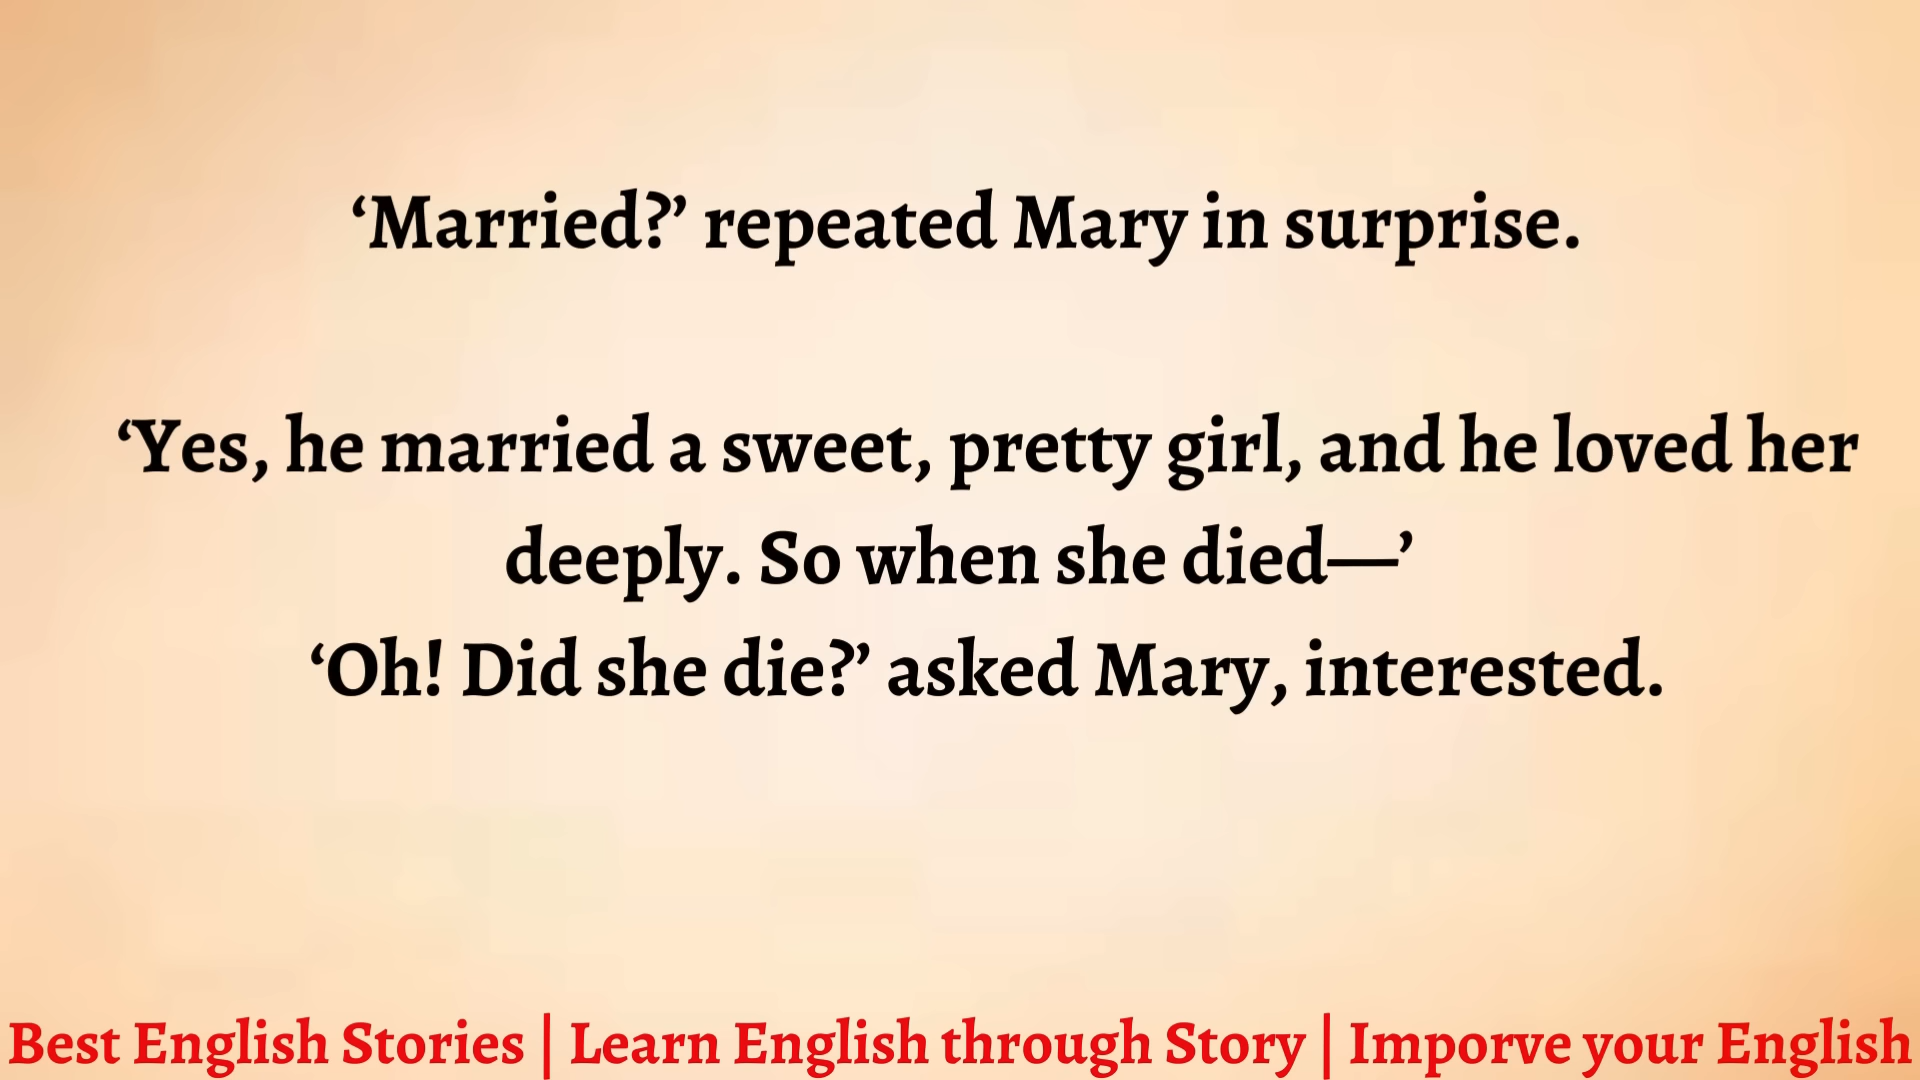 ‘Married?’ repeated Mary in surprise.
‘Yes, he married a sweet, pretty girl, and he loved her
deeply. So when she died—’
‘Oh! Did she die?’ asked Mary, interested.
Best English Stories | Learn English through Story | Imporve your English